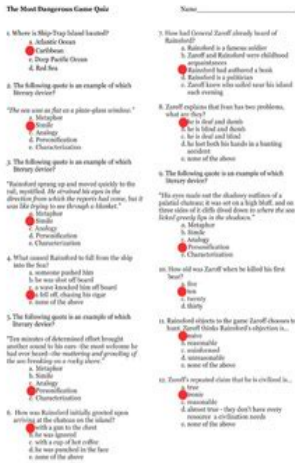 The Most Dangerous Game Quiz
Name
1. Where is Ship-Trap Island located?
a. Atlantic Ocean
Caribbean
c. Deep Pacific Ocean
d. Red Sea
2. The following quote is an example of which
literary device?
"The sea was as flat as a plate-glass window."
a. Metaphor
Simile
c. Analogy
d. Personification
e. Characterization
3. The following quote is an example of which
literary device?
"Rainsford sprang up and moved quickly to the
rail, mystified. He strained his eyes in the
direction from which the reports had come, but it
was like trying to see through a blanket."
a. Metaphor
Simile
c. Analogy
d. Personification
e. Characterization
4. What caused Rainsford to fall from the ship
into the Sea?
a. someone pushed him
b. he was shot off board
c. a wave knocked him off board
fell off, chasing his cigar
e. none of the above
5. The following quote is an example of which
literary device?
"Ten minutes of determined effort brought
another sound to his ears--the most welcome he
had ever heard--the muttering and growling of
the sea breaking on a rocky shore."
a. Metaphor
b. Simile
c. Analogy
Personification
e. Characterization
6. How was Rainsford initially greeted upon
arriving at the chateau on the island?
with a gun to the chest
b. he was ignored
c. with a cup of hot coffee
d. he was punched in the face
e. none of the above
7. How had General Zaroff already heard of
Rainsford?
a. Rainsford is a famous soldier
b. Zaroff and Rainsford were childhood
acquaintances
Rainsford had authored a book
d. Rainsford is a politician
e. Zaroff knew who sailed near his island
each evening
8. Zaroff explains that Ivan has two problems,
what are they?
he is deaf and dumb
b. he is blind and dumb
c. he is deaf and blind
d. he lost both his hands in a hunting
accident
e. none of the above
9. The following quote is an example of which
literary device?
"His eyes made out the shadowy outlines of a
palatial chateau; it was set on a high bluff, and on
three sides of it cliffs dived down to where the sea
licked greedy lips in the shadows."
a. Metaphor
b. Simile
c. Analogy
Personification
e. Characterization
10. How old was Zaroff when he killed his first
bear?
a. five
ten
c. twenty
d. thirty
11. Rainsford objects to the game Zaroff chooses to
hunt. Zaroff thinks Rainsford's objection is...
naive
b. reasonable
c. uninformed
d. unreasonable
e. none of the above
12. Zaroff's repeated claim that he is civilized is...
a. true
ironic
c. reasonable
d. almost true – they don't have every
resource a civilization needs
e. none of the above